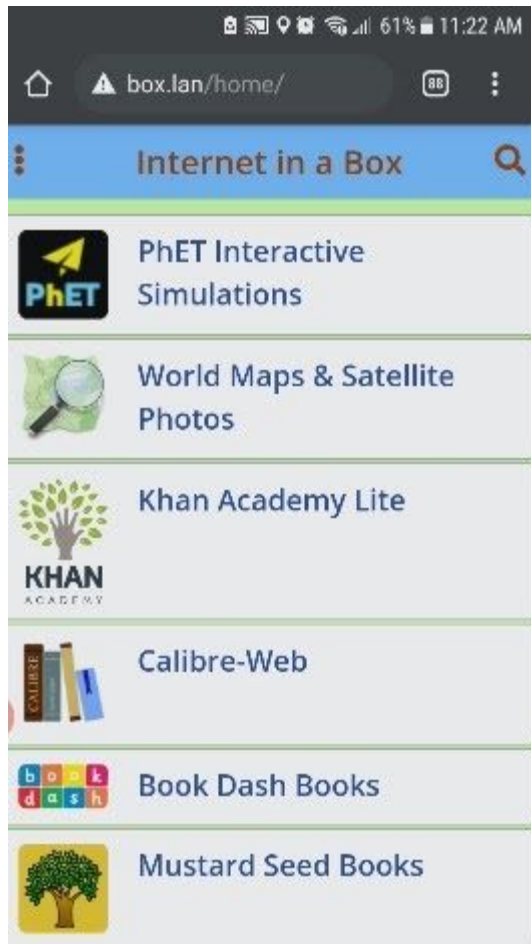 61% 11:22 AM
box.lan/home/
88
Internet in a Box
PhET
PhET Interactive
Simulations
World Maps & Satellite
Photos
KHAN
ACADEMY
Khan Academy Lite
CALIBRE
Calibre-Web
book
dash
Book Dash Books
Mustard Seed Books